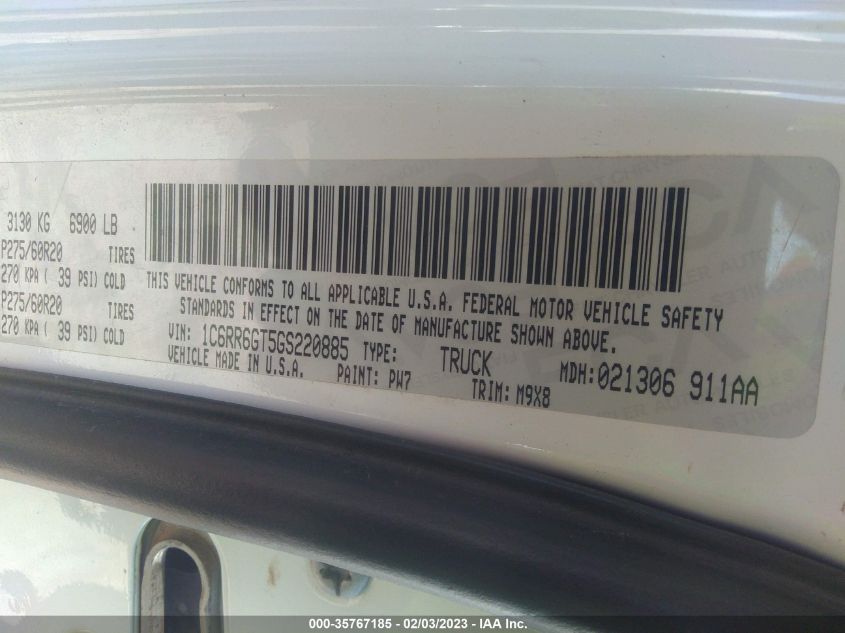 3130 KG 6900 LB
P275/60R20 TIRES
270 KPA ( 39 PSI) COLD
P275/60R20 TIRES
270 KPA ( 39 PSI) COLD
THIS VEHICLE CONFORMS TO ALL APPLICABLE U.S.A. FEDERAL MOTOR VEHICLE SAFETY
STANDARDS IN EFFECT ON THE DATE OF MANUFACTURE SHOWN ABOVE.
VIN: 1C6RR6GT5GS220885 TYPE: TRUCK MDH:021306 911AA
VEHICLE MADE IN U.S.A. PAINT: PW7 TRIM: M9X8
000-35767185 - 02/03/2023 - IAA Inc.